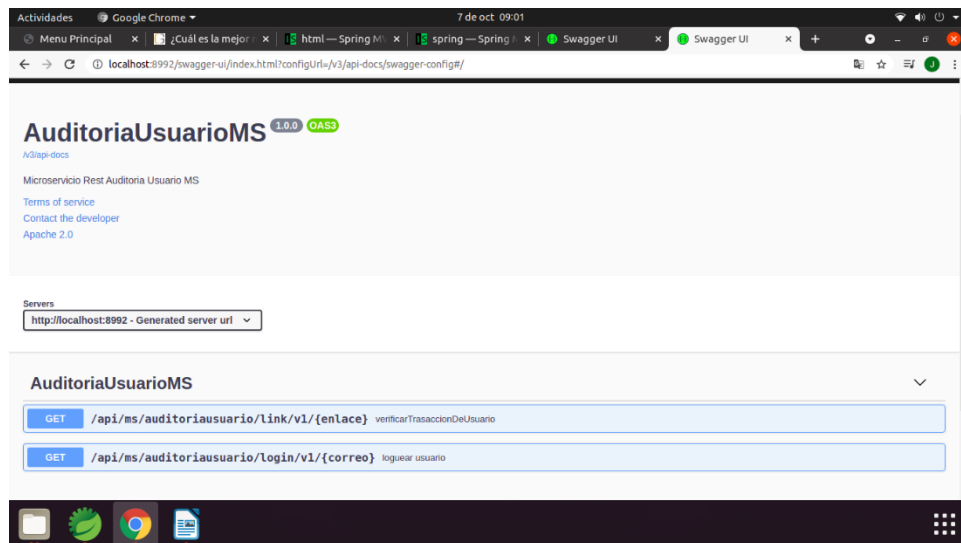 Actividades Google Chrome 7 de oct 09:01
Menu Principal ¿Cuál es la mejor html — Spring M spring — Spring Swagger UI Swagger UI
localhost:8992/swagger-ui/index.html?configUrl=/v3/api-docs/swagger-config#/ J
AuditoriaUsuarioMS 1.0.0 OAS3
/v3/api-docs
Microservicio Rest Auditoria Usuario MS
Terms of service
Contact the developer
Apache 2.0
Servers
http://localhost:8992 - Generated server url
AuditoriaUsuarioMS
GET /api/ms/auditoriausuario/link/v1/{enlace} verificarTrasaccionDeUsuario
GET /api/ms/auditoriausuario/login/v1/{correo} loguear usuario